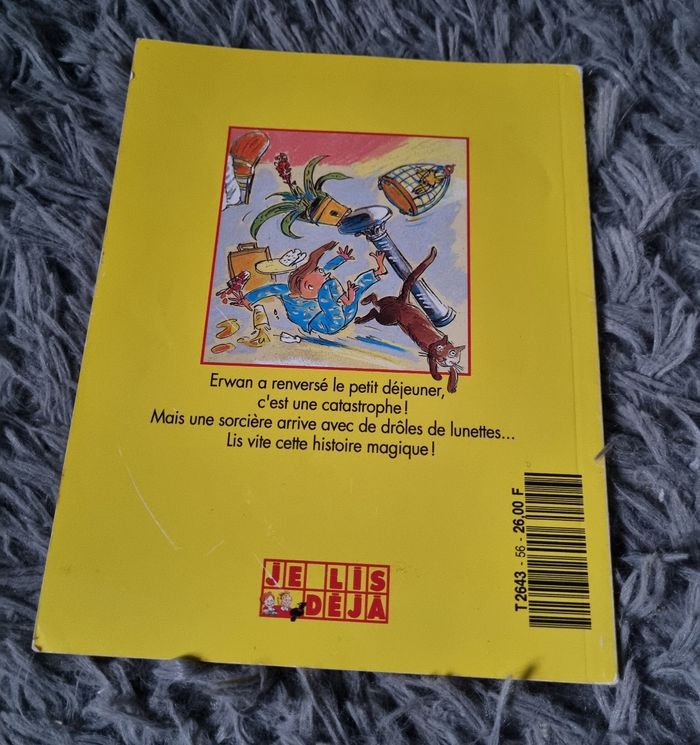 Erwan a renversé le petit déjeuner,
c'est une catastrophe !
Mais une sorcière arrive avec de drôles de lunettes...
Lis vite cette histoire magique !
JE LIS
DÉJÀ
T 2643 - 56 - 26,00 F